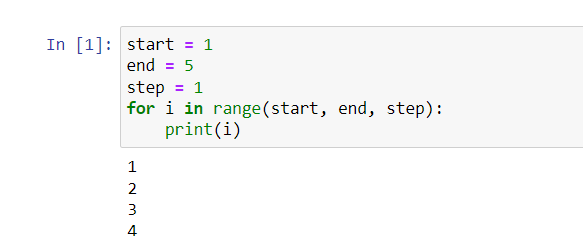 In [1]: start = 1
end = 5
step = 1
for i in range(start, end, step):
    print(i)
1
2
3
4